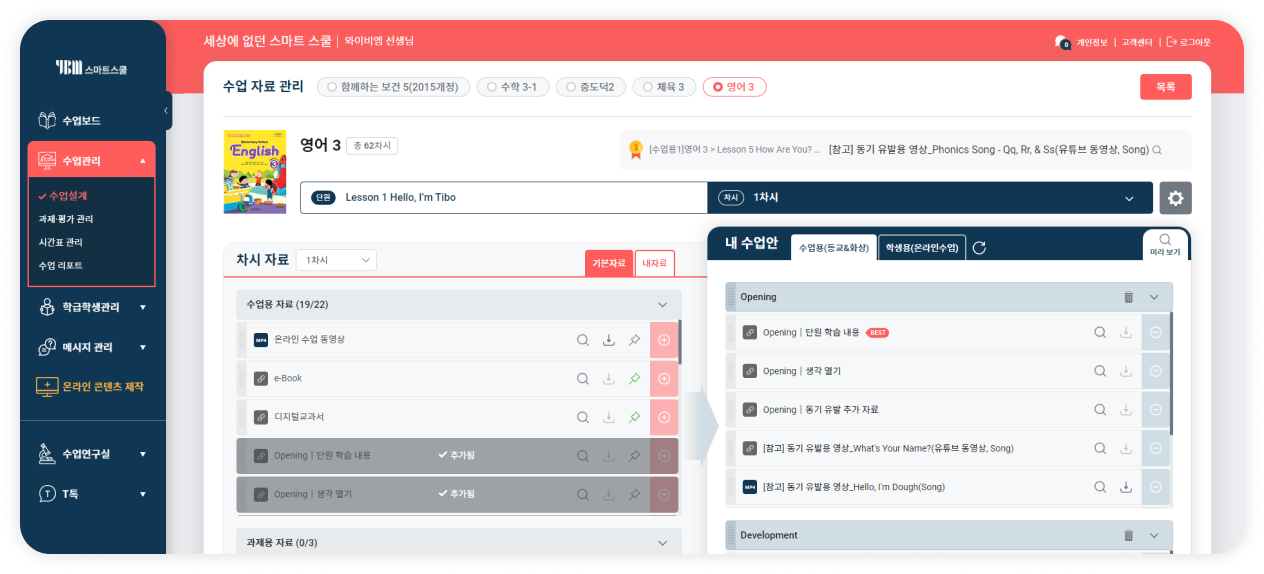 세상에 없던 스마트 스쿨 | 와이비엠 선생님
0 개인정보 | 고객센터 | 로그아웃
YBM 스마트스쿨
수업보드
수업관리
수업설계
과제·평가 관리
시간표 관리
수업 리포트
학급학생관리
메시지 관리
온라인 콘텐츠 제작
수업연구실
T톡
수업 자료 관리
함께하는 보건 5(2015개정)
수학 3-1
중도덕2
체육 3
영어 3
목록
English
3
영어 3 총 62차시
1 [수업용1]영어 3 > Lesson 5 How Are You? ... [참고] 동기 유발용 영상_Phonics Song - Qq, Rr, & Ss(유튜브 동영상, Song)
단원 Lesson 1 Hello, I'm Tibo
차시 1차시
차시 자료 1차시
기본자료 내자료
수업용 자료 (19/22)
MP4 온라인 수업 동영상
e-Book
디지털교과서
Opening | 단원 학습 내용 추가됨
Opening | 생각 열기 추가됨
과제용 자료 (0/3)
내 수업안
수업용(등교&화상)
학생용(온라인수업)
미리 보기
Opening
Opening | 단원 학습 내용 BEST
Opening | 생각 열기
Opening | 동기 유발 추가 자료
[참고] 동기 유발용 영상_What's Your Name?(유튜브 동영상, Song)
MP4 [참고] 동기 유발용 영상_Hello, I'm Dough(Song)
Development